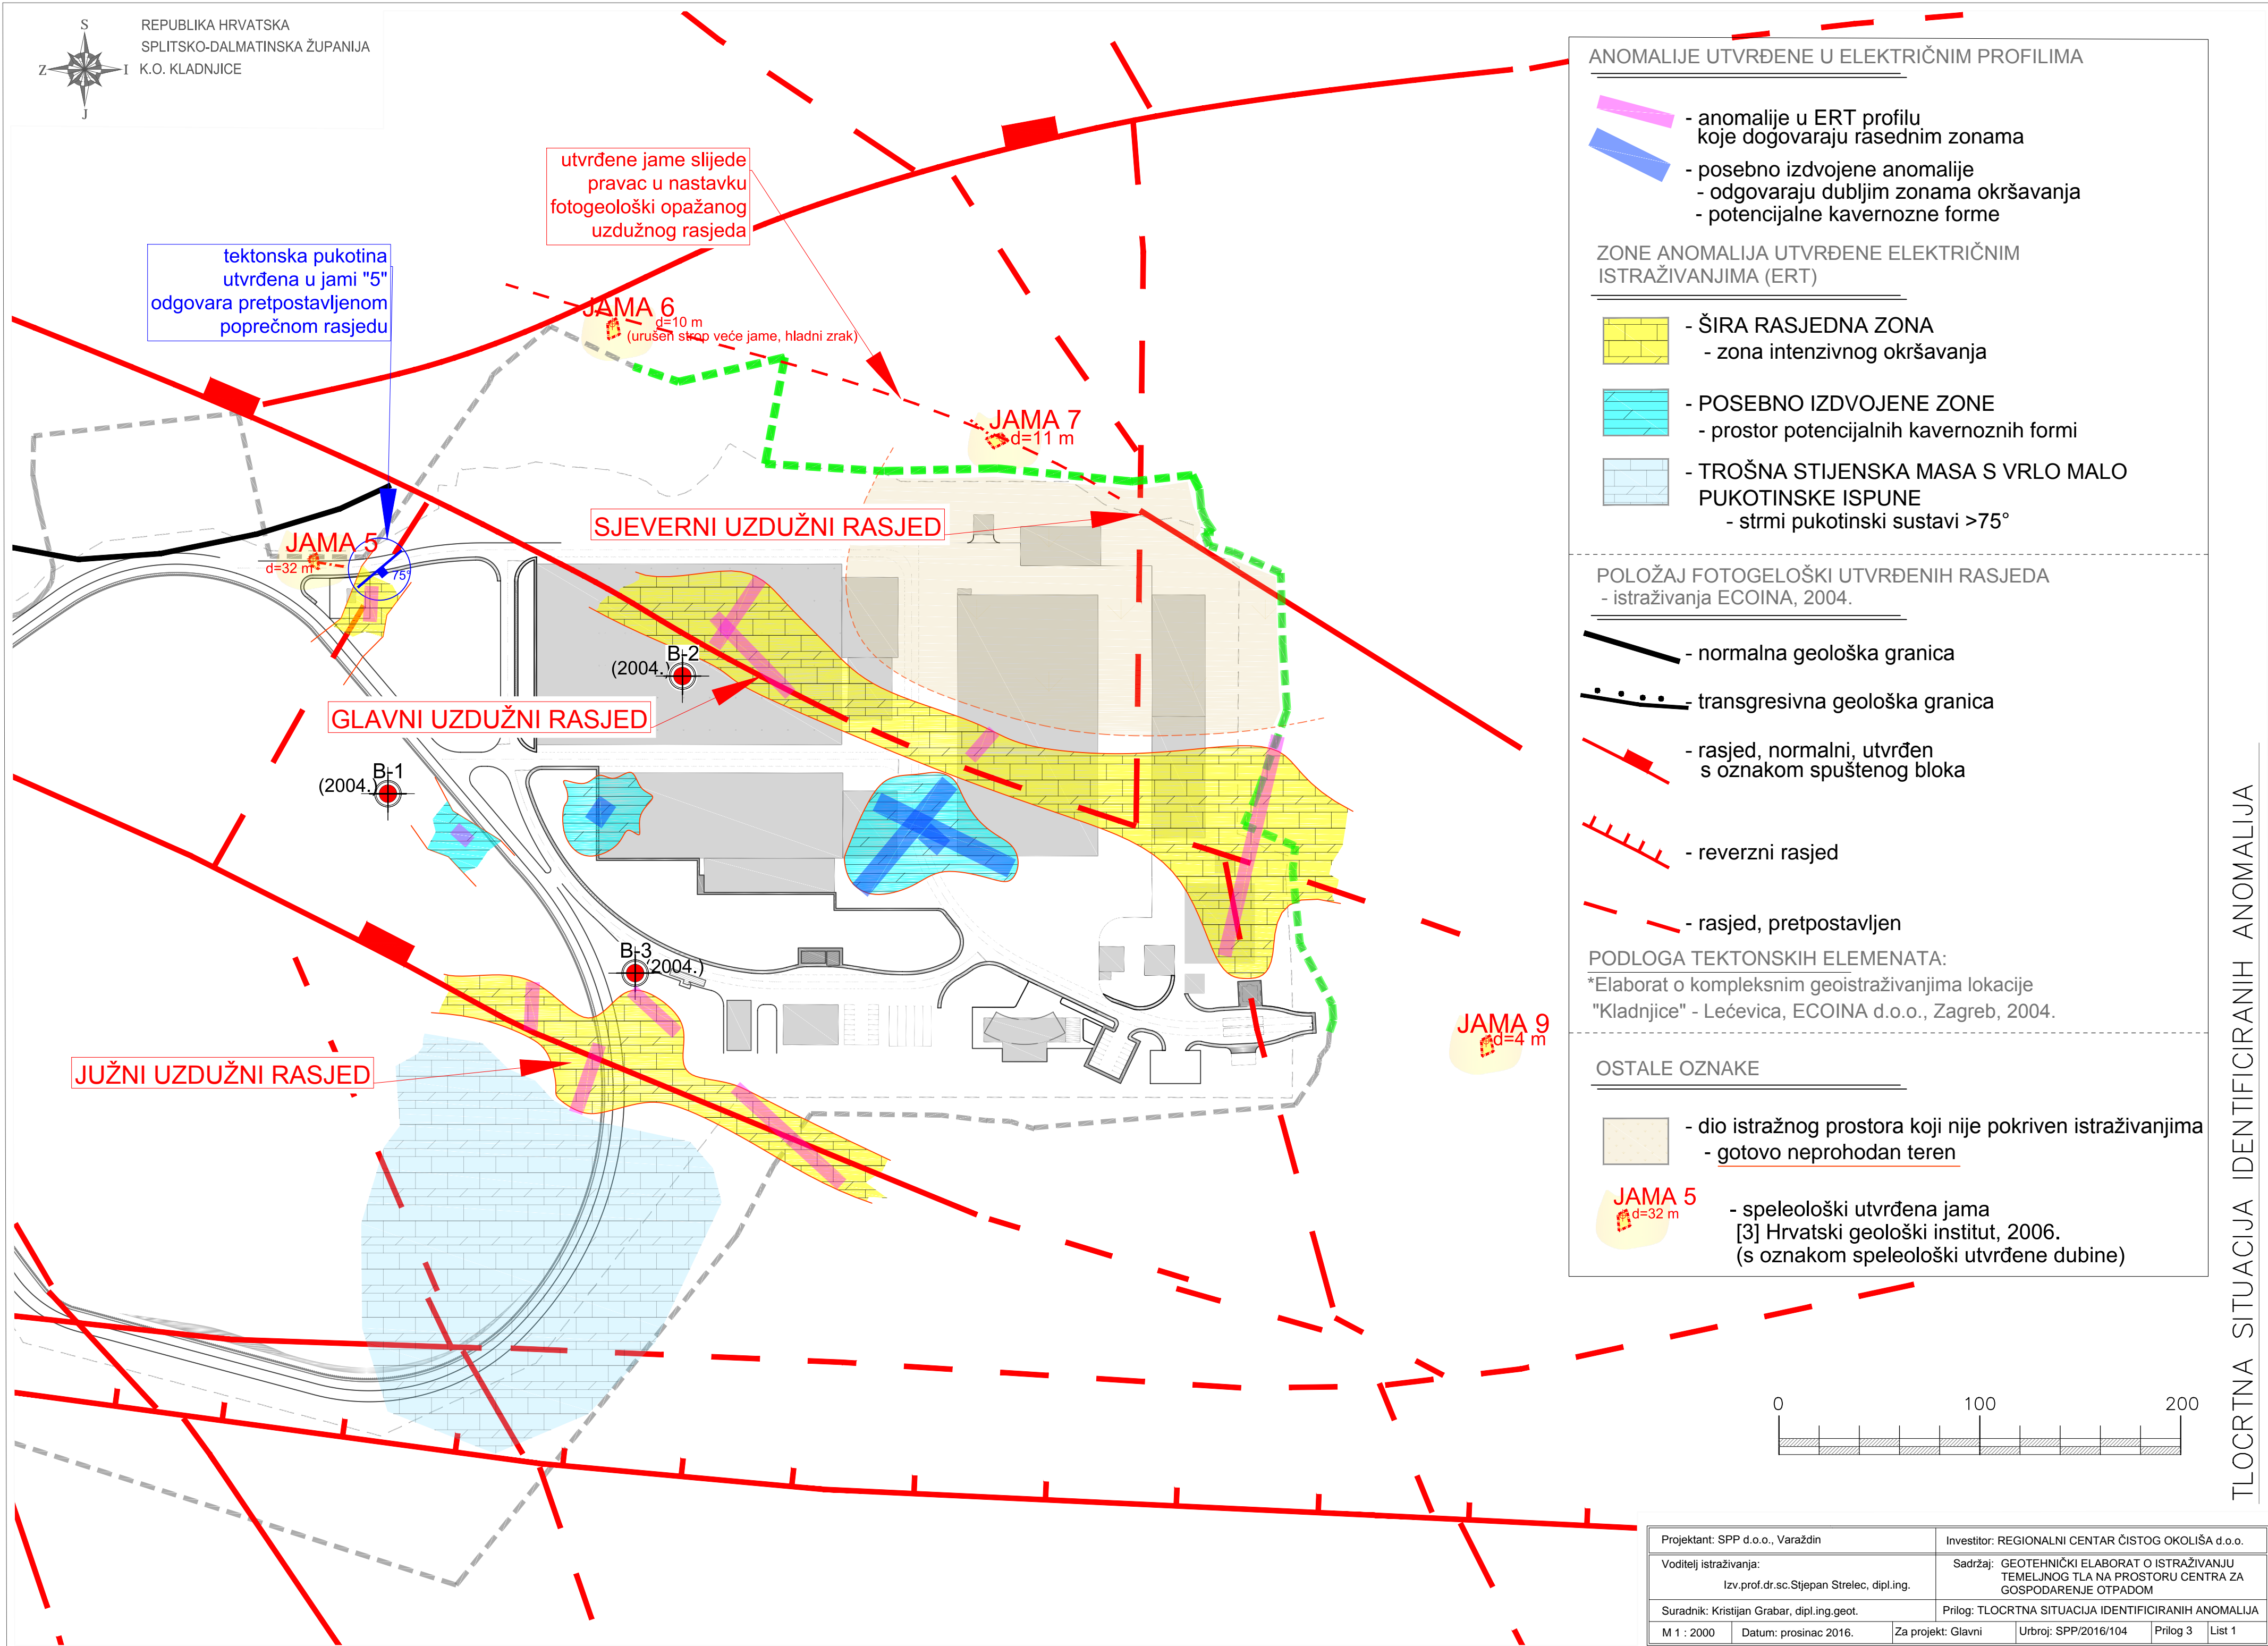 S
Z
I
J
REPUBLIKA HRVATSKA
SPLITSKO-DALMATINSKA ŽUPANIJA
K.O. KLADNJICE
utvrđene jame slijede
pravac u nastavku
fotogeološki opažanog
uzdužnog rasjeda
tektonska pukotina
utvrđena u jami "5"
odgovara pretpostavljenom
poprečnom rasjedu
JAMA 6
d=10 m
(urušen strop veće jame, hladni zrak)
JAMA 7
d=11 m
SJEVERNI UZDUŽNI RASJED
JAMA 5
d=32 m
75°
B-2
(2004.)
GLAVNI UZDUŽNI RASJED
B-1
(2004.)
B-3
(2004.)
JAMA 9
d=4 m
JUŽNI UZDUŽNI RASJED
ANOMALIJE UTVRĐENE U ELEKTRIČNIM PROFILIMA
- anomalije u ERT profilu
koje dogovaraju rasednim zonama
- posebno izdvojene anomalije
- odgovaraju dubljim zonama okršavanja
- potencijalne kavernozne forme
ZONE ANOMALIJA UTVRĐENE ELEKTRIČNIM
ISTRAŽIVANJIMA (ERT)
- ŠIRA RASJEDNA ZONA
- zona intenzivnog okršavanja
- POSEBNO IZDVOJENE ZONE
- prostor potencijalnih kavernoznih formi
- TROŠNA STIJENSKA MASA S VRLO MALO
PUKOTINSKE ISPUNE
- strmi pukotinski sustavi >75°
POLOŽAJ FOTOGELOŠKI UTVRĐENIH RASJEDA
- istraživanja ECOINA, 2004.
- normalna geološka granica
- transgresivna geološka granica
- rasjed, normalni, utvrđen
s oznakom spuštenog bloka
- reverzni rasjed
- rasjed, pretpostavljen
PODLOGA TEKTONSKIH ELEMENATA:
*Elaborat o kompleksnim geoistraživanjima lokacije
"Kladnjice" - Lećevica, ECOINA d.o.o., Zagreb, 2004.
OSTALE OZNAKE
- dio istražnog prostora koji nije pokriven istraživanjima
- gotovo neprohodan teren
JAMA 5
d=32 m
- speleološki utvrđena jama
[3] Hrvatski geološki institut, 2006.
(s oznakom speleološki utvrđene dubine)
0 100 200
TLOCRTNA SITUACIJA IDENTIFICIRANIH ANOMALIJA
Projektant: SPP d.o.o., Varaždin
Investitor: REGIONALNI CENTAR ČISTOG OKOLIŠA d.o.o.
Voditelj istraživanja:
Izv.prof.dr.sc.Stjepan Strelec, dipl.ing.
Sadržaj: GEOTEHNIČKI ELABORAT O ISTRAŽIVANJU
TEMELJNOG TLA NA PROSTORU CENTRA ZA
GOSPODARENJE OTPADOM
Suradnik: Kristijan Grabar, dipl.ing.geot.
Prilog: TLOCRTNA SITUACIJA IDENTIFICIRANIH ANOMALIJA
M 1 : 2000
Datum: prosinac 2016.
Za projekt: Glavni
Urbroj: SPP/2016/104
Prilog 3
List 1